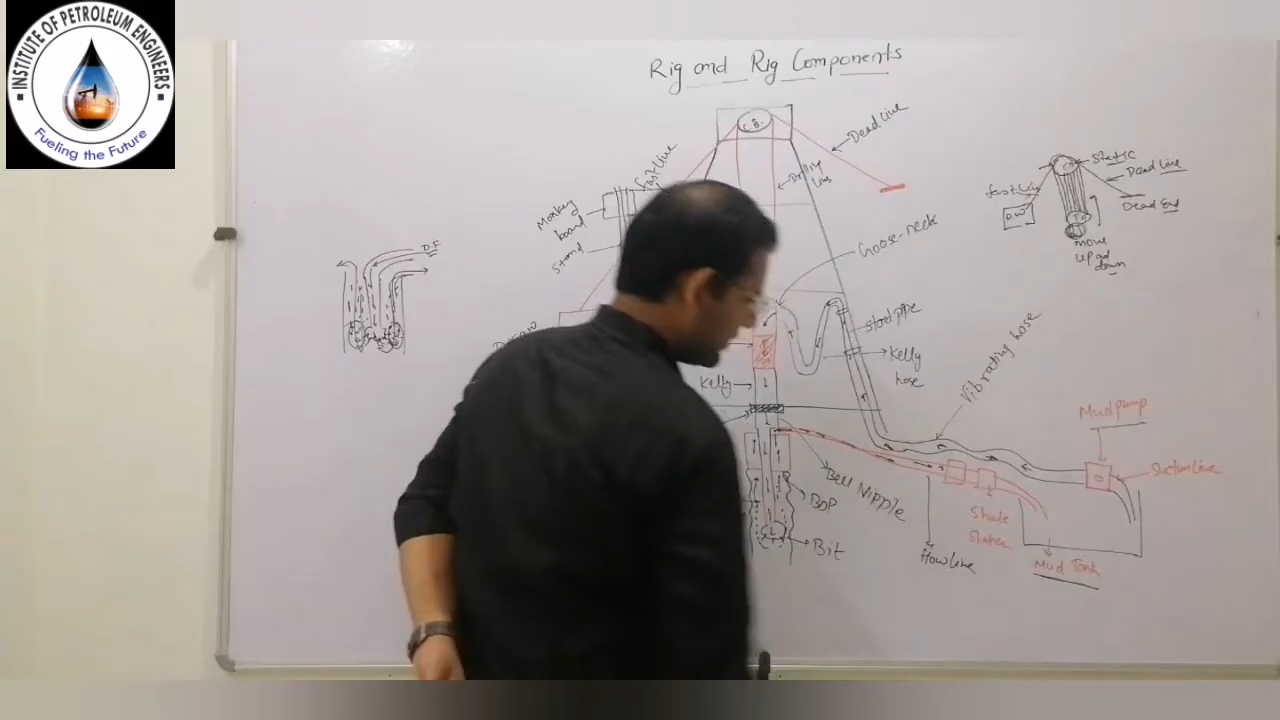 INSTITUTE OF PETROLEUM ENGINEERS
Fueling the Future
Rig and Rig Components
C.B.
Dead Line
Fast Line
Drilling
Line
Monkey
board
Stand
Goose-neck
Stand pipe
Kelly
hose
Vibrating hose
Kelly
Mud pump
Suction Line
Bell Nipple
BOP
Bit
Shale
Shaker
Flow line
Mud Tank
Static
Dead Line
fast Line
D.W
Dead End
Move
Up and
down
D.F